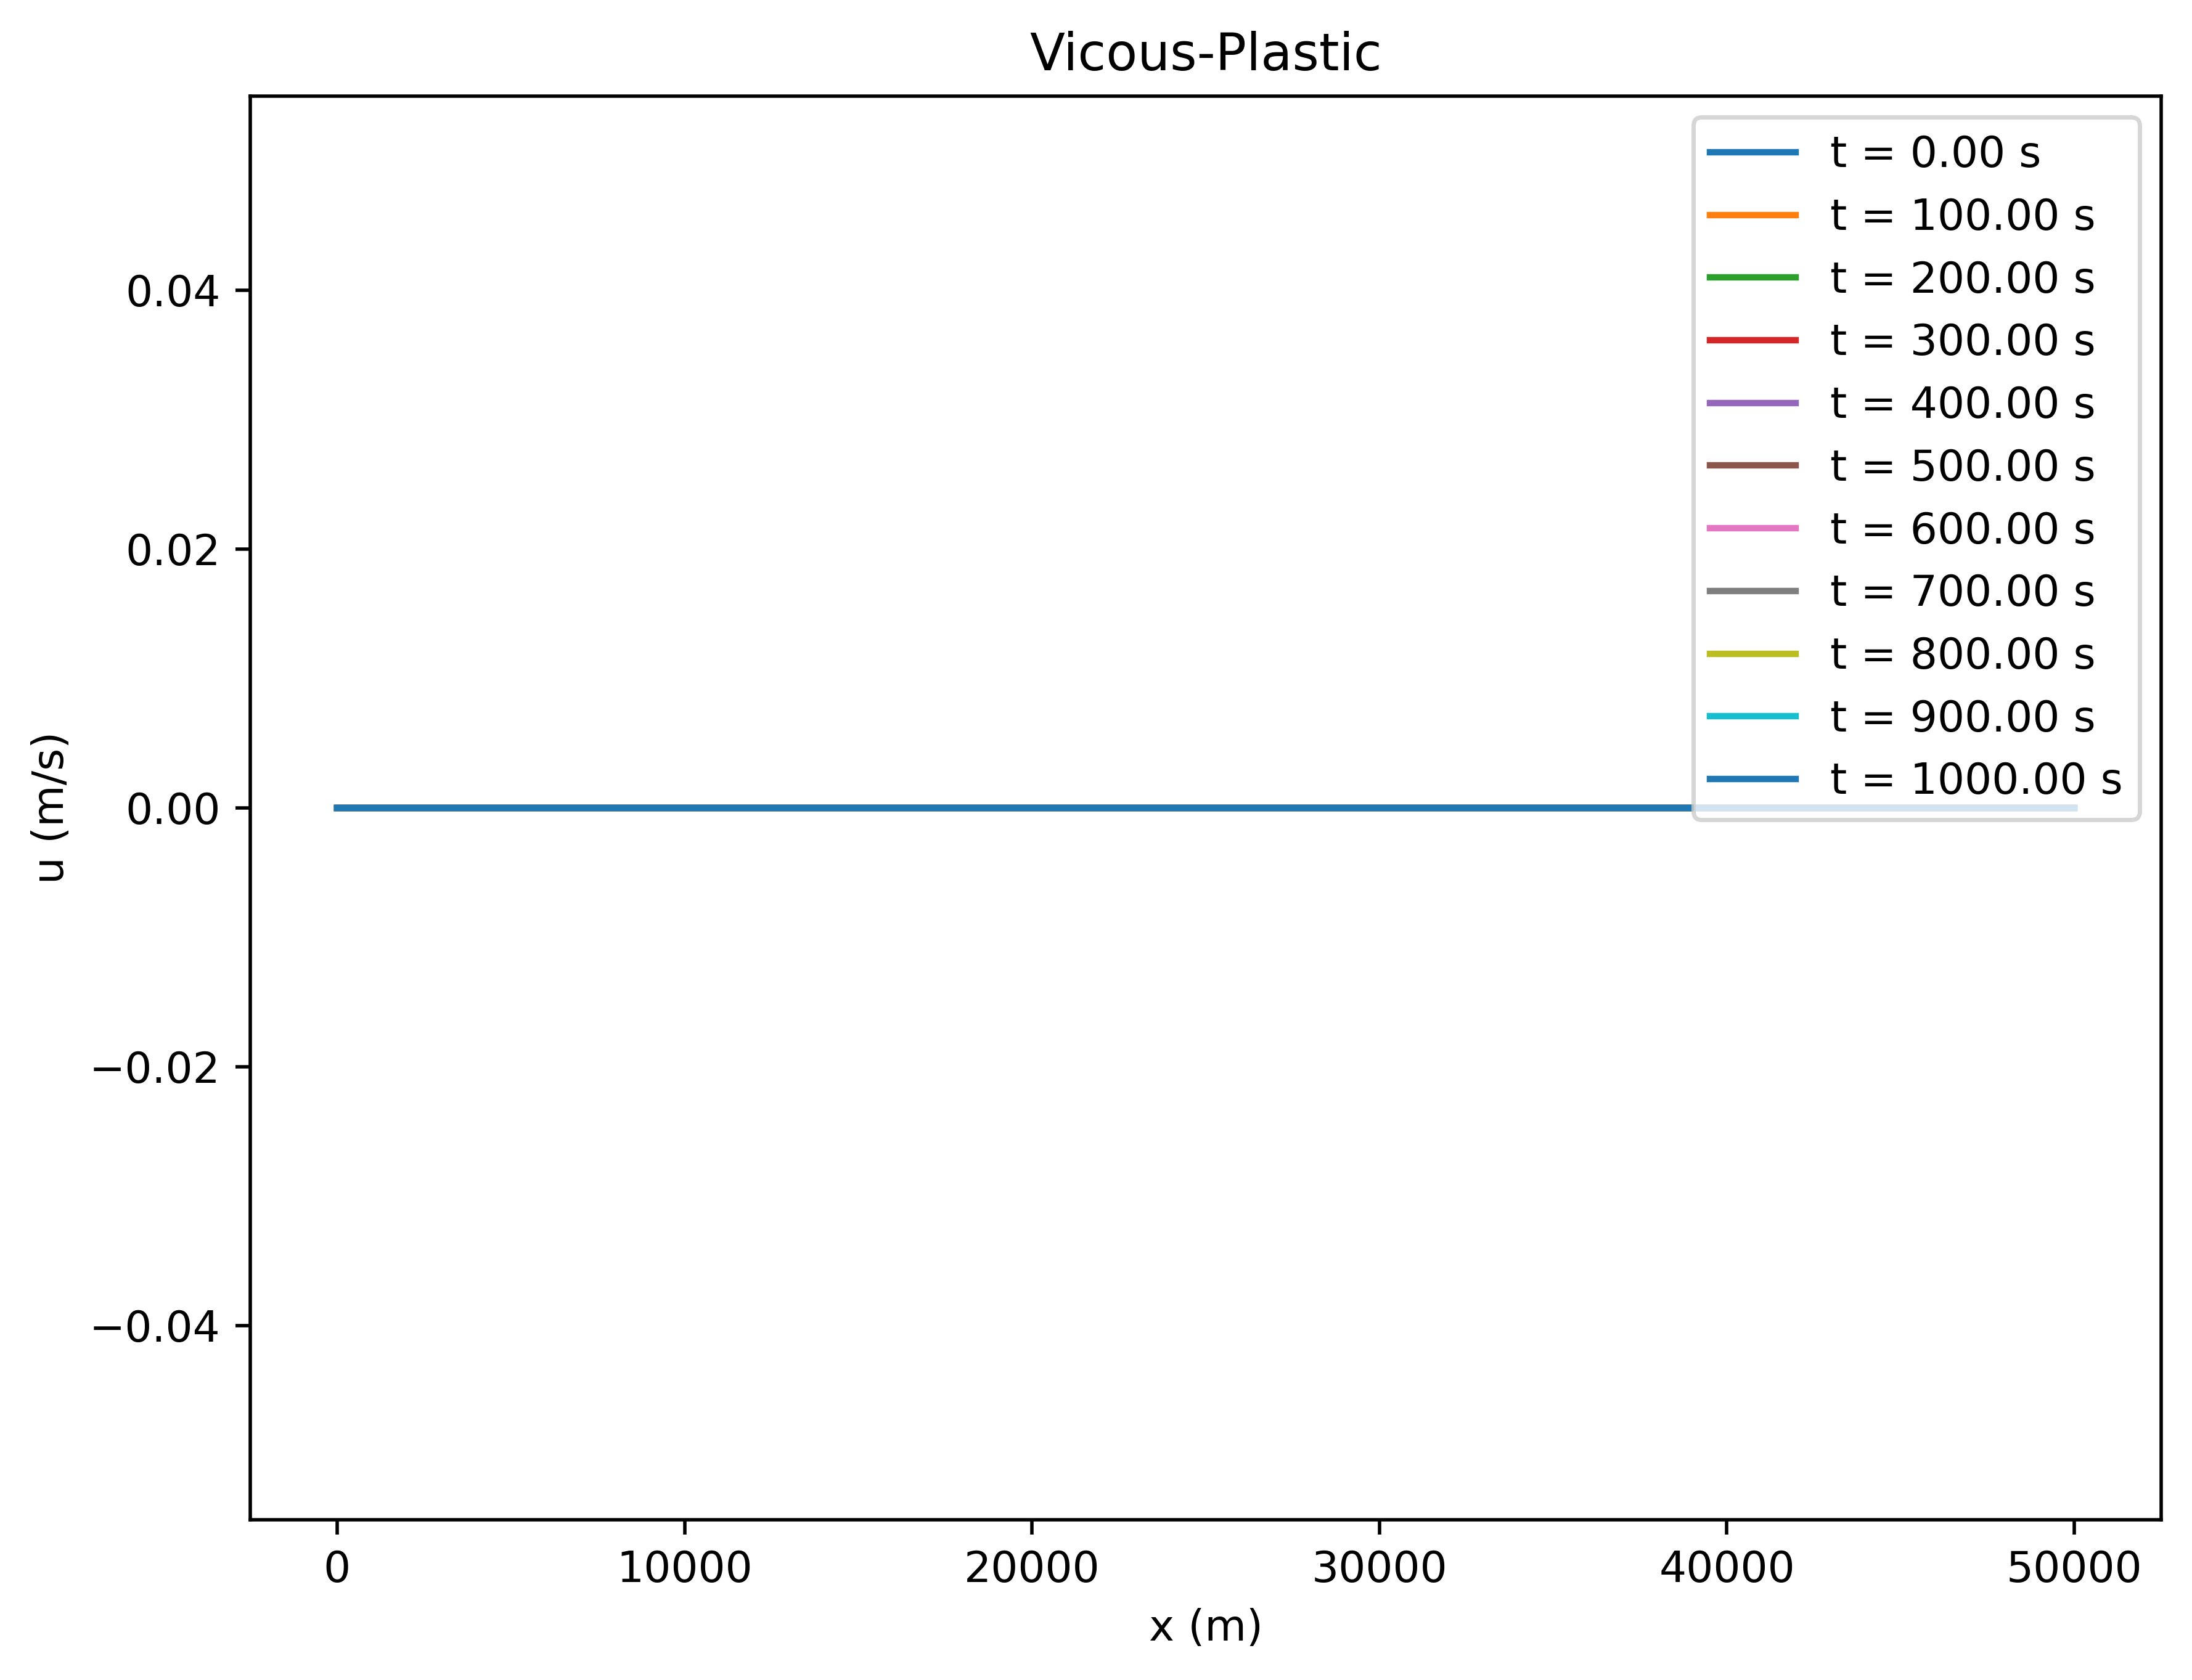 Vicous-Plastic
t = 0.00 s
t = 100.00 s
t = 200.00 s
t = 300.00 s
t = 400.00 s
t = 500.00 s
t = 600.00 s
t = 700.00 s
t = 800.00 s
t = 900.00 s
t = 1000.00 s
0.04
0.02
0.00
−0.02
−0.04
u (m/s)
0 10000 20000 30000 40000 50000
x (m)